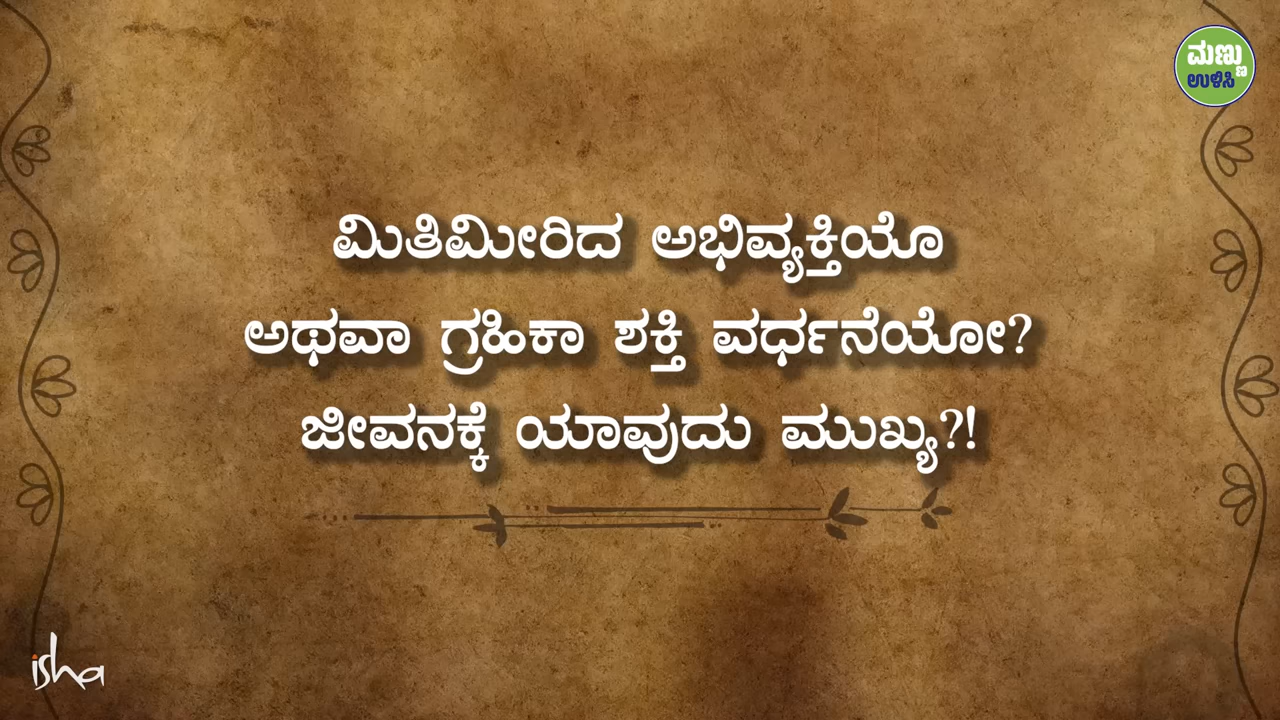 ಮಣ್ಣು
ಉಳಿಸಿ
ಮಿತಿಮೀರಿದ ಅಭಿವ್ಯಕ್ತಿಯೊ
ಅಥವಾ ಗ್ರಹಿಕಾ ಶಕ್ತಿ ವರ್ಧನೆಯೋ?
ಜೀವನಕ್ಕೆ ಯಾವುದು ಮುಖ್ಯ?!
isha